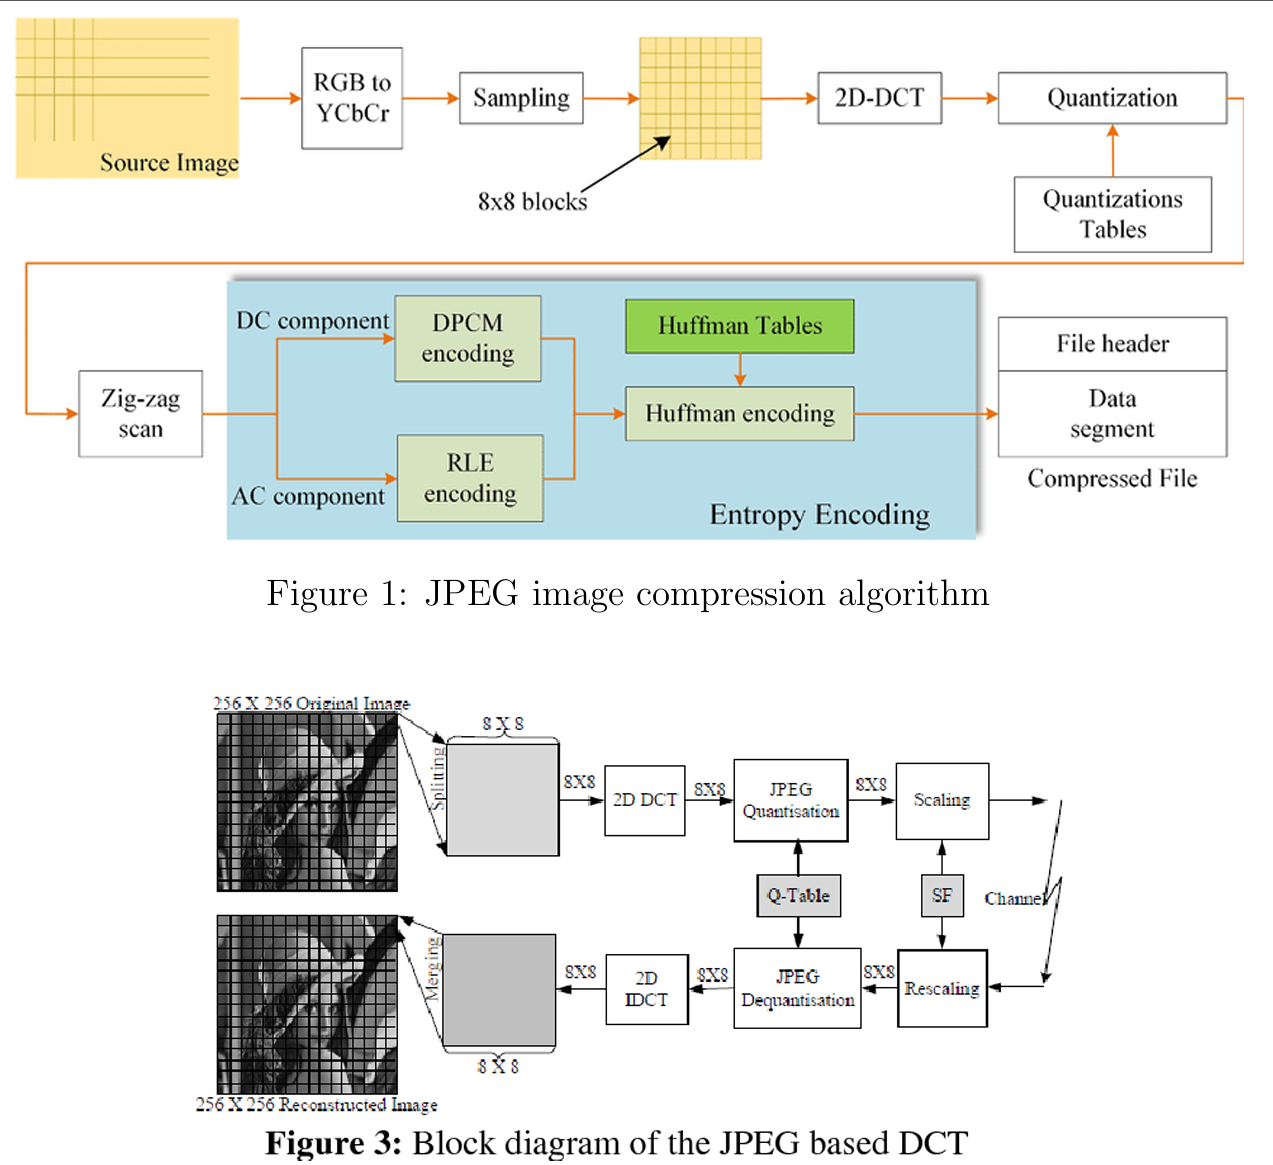 Source Image
RGB to
YCbCr
Sampling
8x8 blocks
2D-DCT
Quantization
Quantizations
Tables
Zig-zag
scan
DC component
AC component
DPCM
encoding
RLE
encoding
Huffman Tables
Huffman encoding
Entropy Encoding
File header
Data
segment
Compressed File
Figure 1: JPEG image compression algorithm
256 X 256 Original Image
Splitting
8 X 8
8X8
2D DCT
8X8
JPEG
Quantisation
8X8
Scaling
Q-Table
SF
Channel
Rescaling
8X8
JPEG
Dequantisation
8X8
2D
IDCT
8X8
8 X 8
Merging
256 X 256 Reconstructed Image
Figure 3: Block diagram of the JPEG based DCT